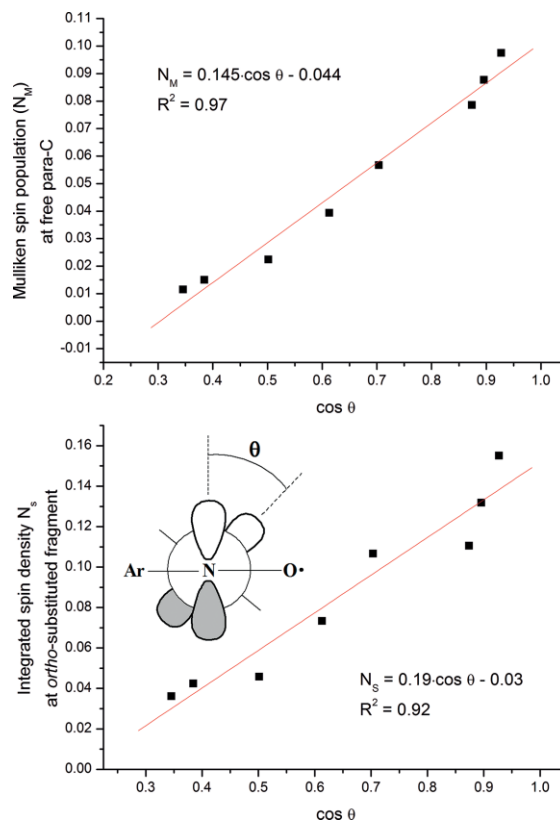 0.11
0.10
0.09
0.08
0.07
0.06
0.05
0.04
0.03
0.02
0.01
0.00
-0.01
Mulliken spin population (N_M)
at free para-C
N_M = 0.145·cos θ - 0.044
R² = 0.97
0.2 0.3 0.4 0.5 0.6 0.7 0.8 0.9 1.0
cos θ
0.16
0.14
0.12
0.10
0.08
0.06
0.04
0.02
0.00
Integrated spin density N_s
at ortho-substituted fragment
θ
Ar N O•
N_S = 0.19·cos θ - 0.03
R² = 0.92
0.3 0.4 0.5 0.6 0.7 0.8 0.9 1.0
cos θ